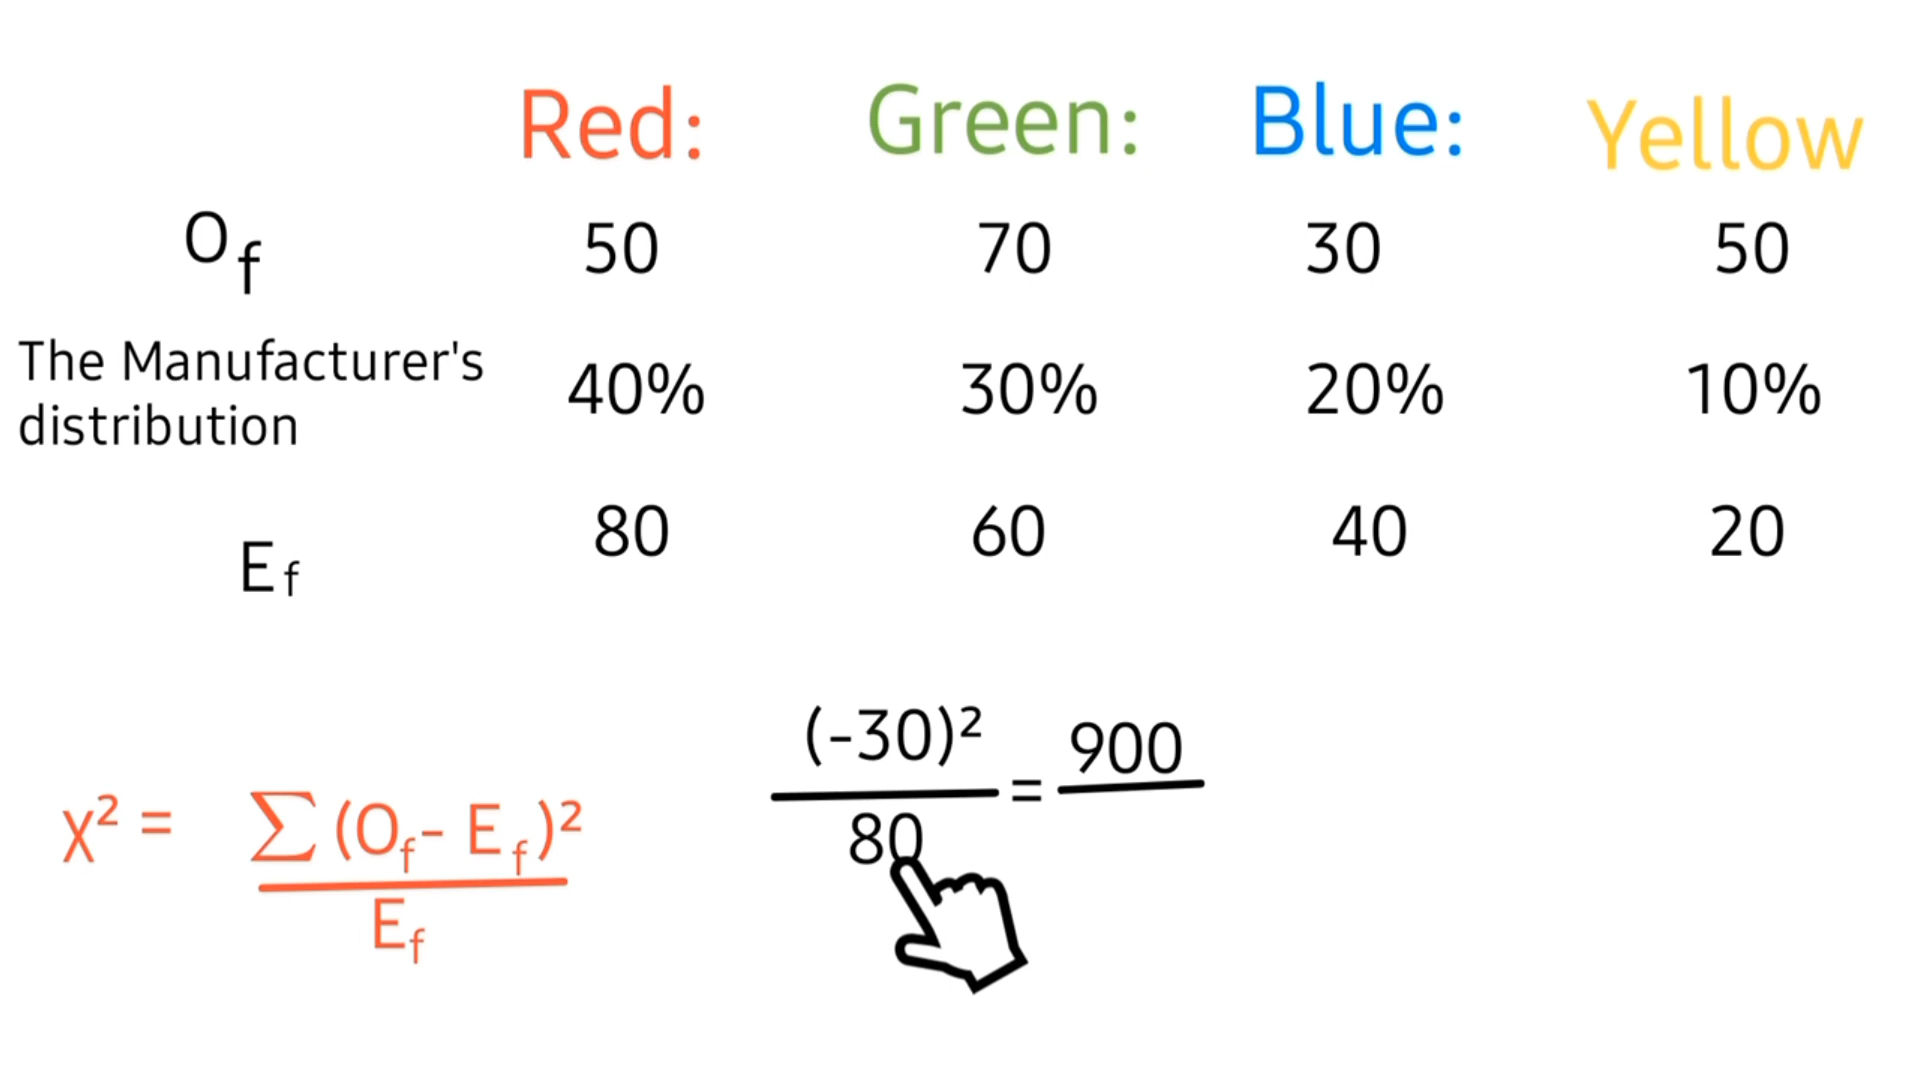 Red: Green: Blue: Yellow
Of 50 70 30 50
The Manufacturer's
distribution
40% 30% 20% 10%
Ef 80 60 40 20
χ² = ∑(Of- Ef)²
Ef
(-30)²
80
= 900